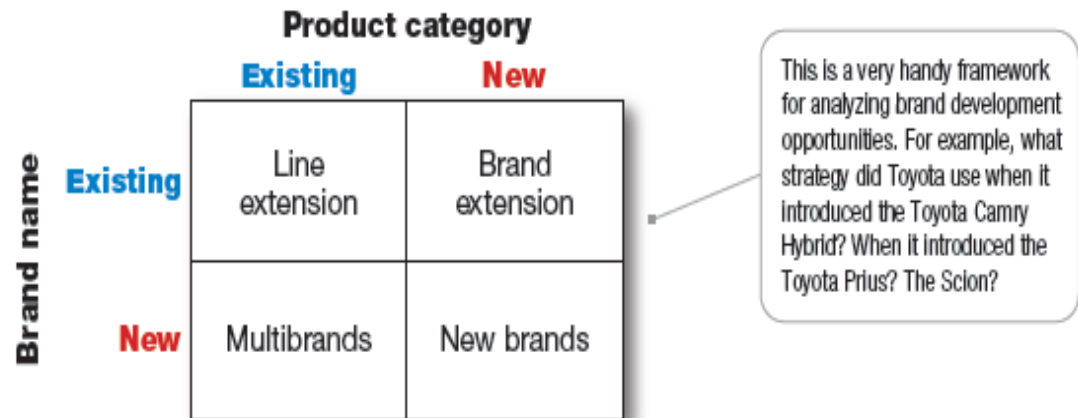 Product category
Existing New
Brand name
Existing
Line
extension
Brand
extension
New
Multibrands
New brands
This is a very handy framework
for analyzing brand development
opportunities. For example, what
strategy did Toyota use when it
introduced the Toyota Camry
Hybrid? When it introduced the
Toyota Prius? The Scion?